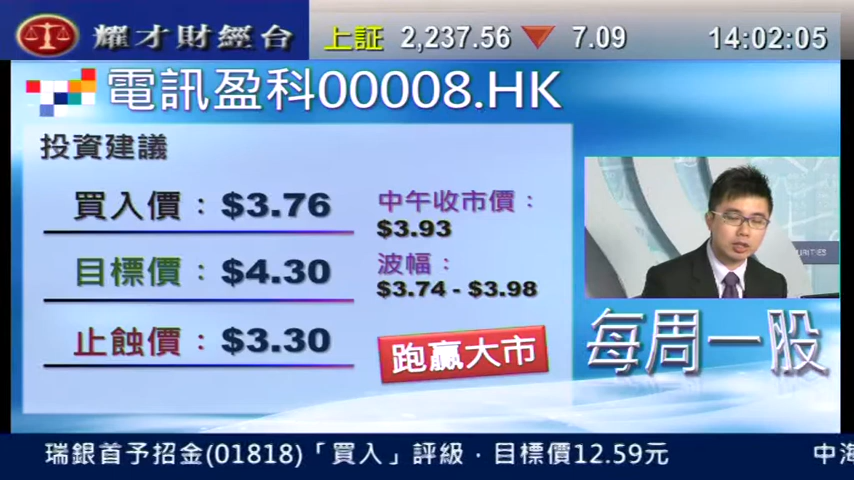 耀才財經台
上証 2,237.56 7.09 14:02:05
電訊盈科00008.HK
投資建議
買入價：$3.76
目標價：$4.30
止蝕價：$3.30
中午收市價：
$3.93
波幅：
$3.74 - $3.98
跑贏大市
URITIES
每周一股
瑞銀首予招金(01818)「買入」評級．目標價12.59元 中海